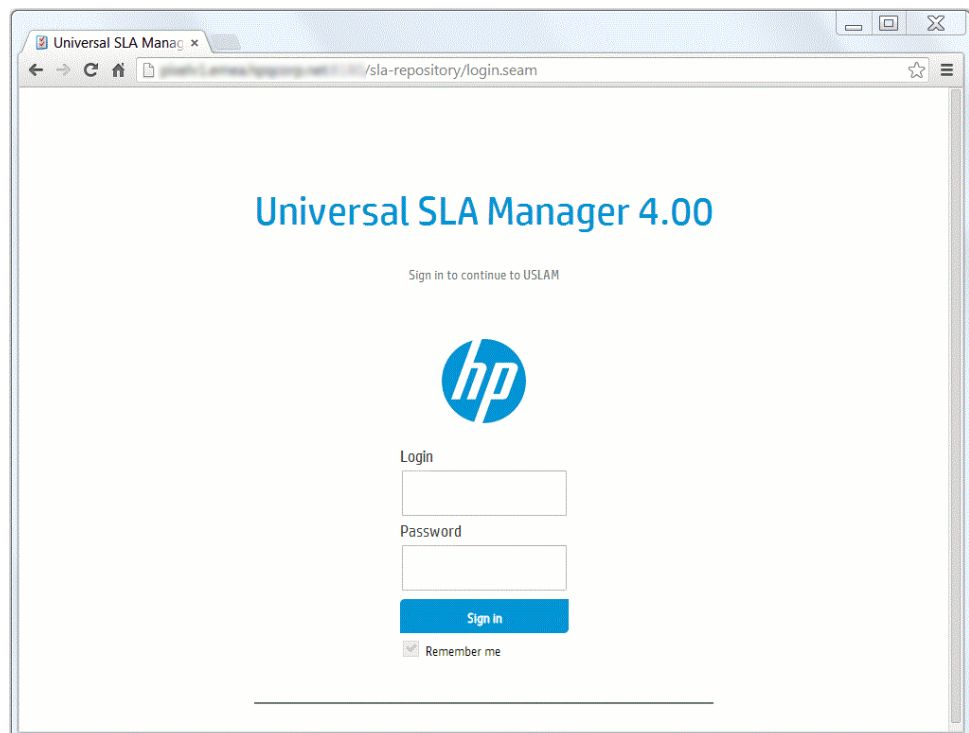 Universal SLA Manag
/sla-repository/login.seam
Universal SLA Manager 4.00
Sign in to continue to USLAM
hp
Login
Password
Sign in
Remember me